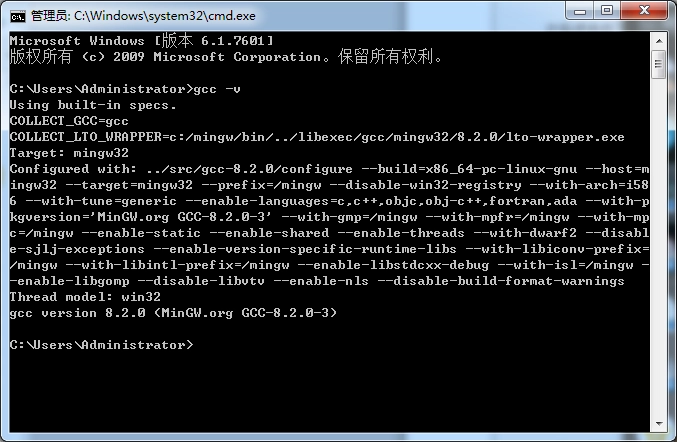 管理员: C:\Windows\system32\cmd.exe
Microsoft Windows [版本 6.1.7601]
版权所有 (c) 2009 Microsoft Corporation。保留所有权利。
C:\Users\Administrator>gcc -v
Using built-in specs.
COLLECT_GCC=gcc
COLLECT_LTO_WRAPPER=c:/mingw/bin/../libexec/gcc/mingw32/8.2.0/lto-wrapper.exe
Target: mingw32
Configured with: ../src/gcc-8.2.0/configure --build=x86_64-pc-linux-gnu --host=m
ingw32 --target=mingw32 --prefix=/mingw --disable-win32-registry --with-arch=i58
6 --with-tune=generic --enable-languages=c,c++,objc,obj-c++,fortran,ada --with-p
kgversion='MinGW.org GCC-8.2.0-3' --with-gmp=/mingw --with-mpfr=/mingw --with-mp
c=/mingw --enable-static --enable-shared --enable-threads --with-dwarf2 --disabl
e-sjlj-exceptions --enable-version-specific-runtime-libs --with-libiconv-prefix=
/mingw --with-libintl-prefix=/mingw --enable-libstdcxx-debug --with-isl=/mingw -
-enable-libgomp --disable-libvtv --enable-nls --disable-build-format-warnings
Thread model: win32
gcc version 8.2.0 (MinGW.org GCC-8.2.0-3)
C:\Users\Administrator>